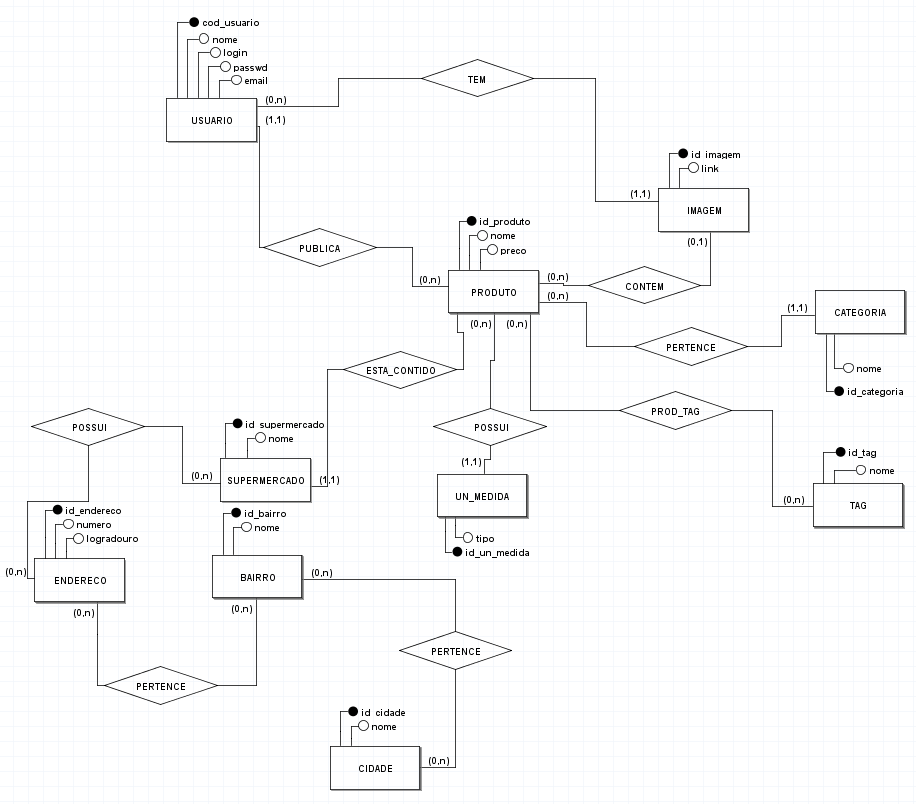 cod_usuario
nome
login
passwd
email
USUARIO
(0,n)
(1,1)
TEM
id_imagem
link
(1,1)
IMAGEM
(0,1)
PUBLICA
(0,n)
id_produto
nome
preco
PRODUTO
(0,n)
(0,n)
CONTEM
(0,n)
(0,n)
(1,1)
CATEGORIA
PERTENCE
nome
id_categoria
ESTA_CONTIDO
PROD_TAG
POSSUI
POSSUI
id_supermercado
nome
(0,n)
SUPERMERCADO
(1,1)
(1,1)
UN_MEDIDA
tipo
id_un_medida
id_tag
nome
(0,n)
TAG
id_endereco
numero
logradouro
(0,n)
ENDERECO
(0,n)
id_bairro
nome
BAIRRO
(0,n)
(0,n)
PERTENCE
PERTENCE
id_cidade
nome
CIDADE
(0,n)